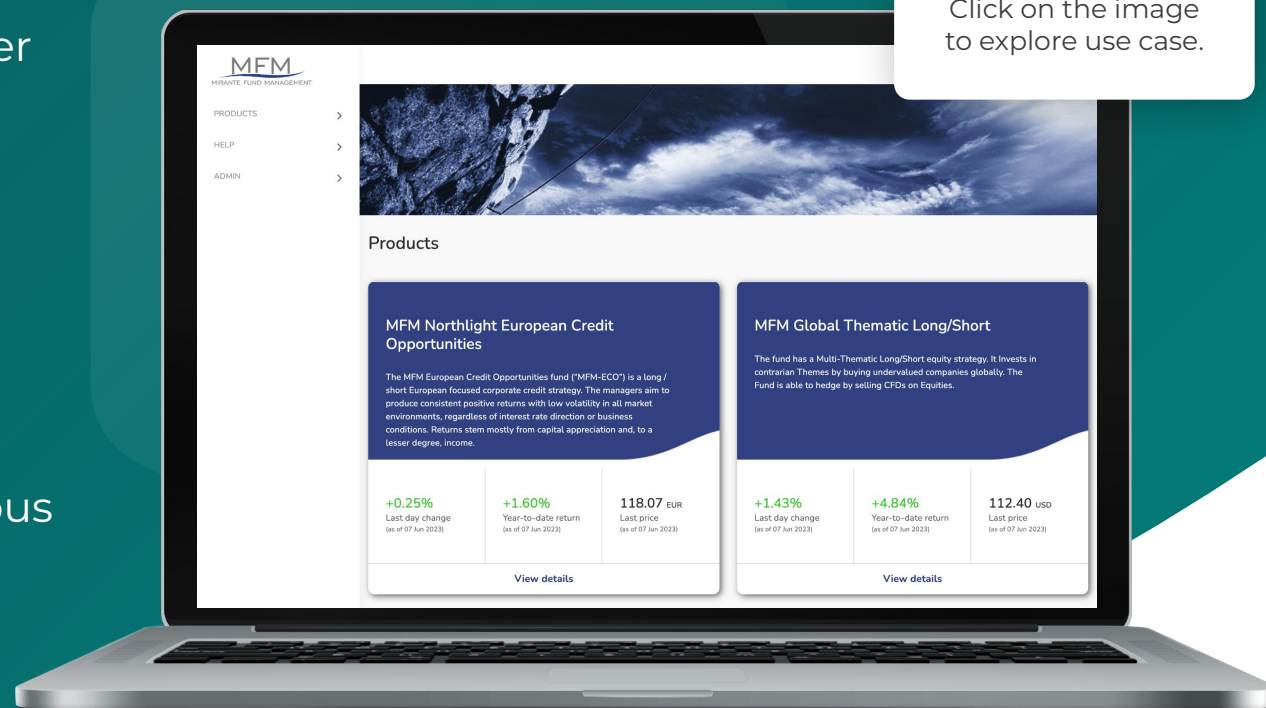 er
ous
Click on the image
to explore use case.
MFM
MIRANTE FUND MANAGEMENT
PRODUCTS
HELP
ADMIN
Products
MFM Northlight European Credit
Opportunities
The MFM European Credit Opportunities fund ("MFM-ECO") is a long /
short European focused corporate credit strategy. The managers aim to
produce consistent positive returns with low volatility in all market
environments, regardless of interest rate direction or business
conditions. Returns stem mostly from capital appreciation and, to a
lesser degree, income.
+0.25%
Last day change
(as of 07 Jun 2023)
+1.60%
Year-to-date return
(as of 07 Jun 2023)
118.07 EUR
Last price
(as of 07 Jun 2023)
View details
MFM Global Thematic Long/Short
The fund has a Multi-Thematic Long/Short equity strategy. It Invests in
contrarian Themes by buying undervalued companies globally. The
Fund is able to hedge by selling CFDs on Equities.
+1.43%
Last day change
(as of 07 Jun 2023)
+4.84%
Year-to-date return
(as of 07 Jun 2023)
112.40 USD
Last price
(as of 07 Jun 2023)
View details